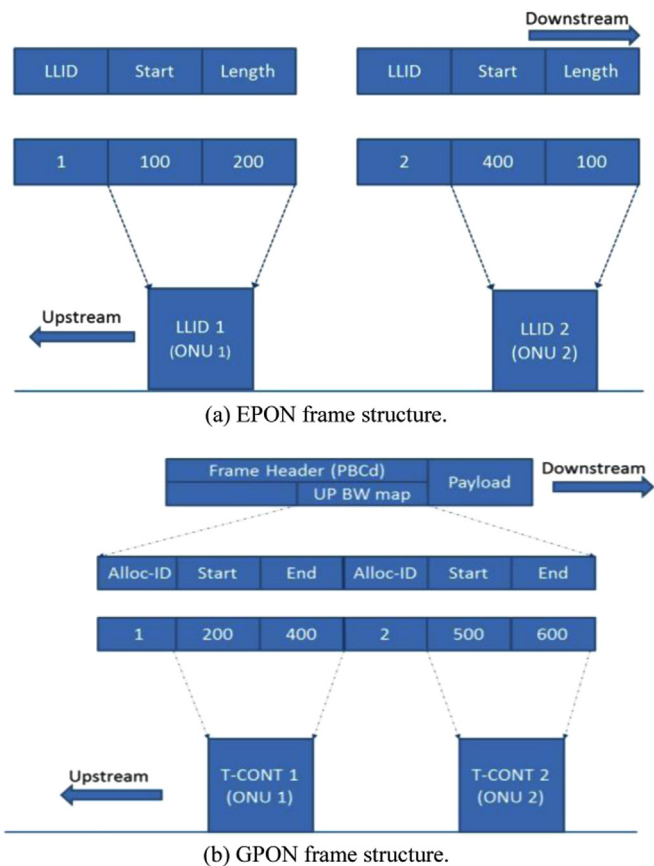 Downstream
LLID Start Length
LLID Start Length
1 100 200
2 400 100
Upstream
LLID 1
(ONU 1)
LLID 2
(ONU 2)
(a) EPON frame structure.
Frame Header (PBCd)
UP BW map
Payload
Downstream
Alloc-ID Start End Alloc-ID Start End
1 200 400 2 500 600
Upstream
T-CONT 1
(ONU 1)
T-CONT 2
(ONU 2)
(b) GPON frame structure.